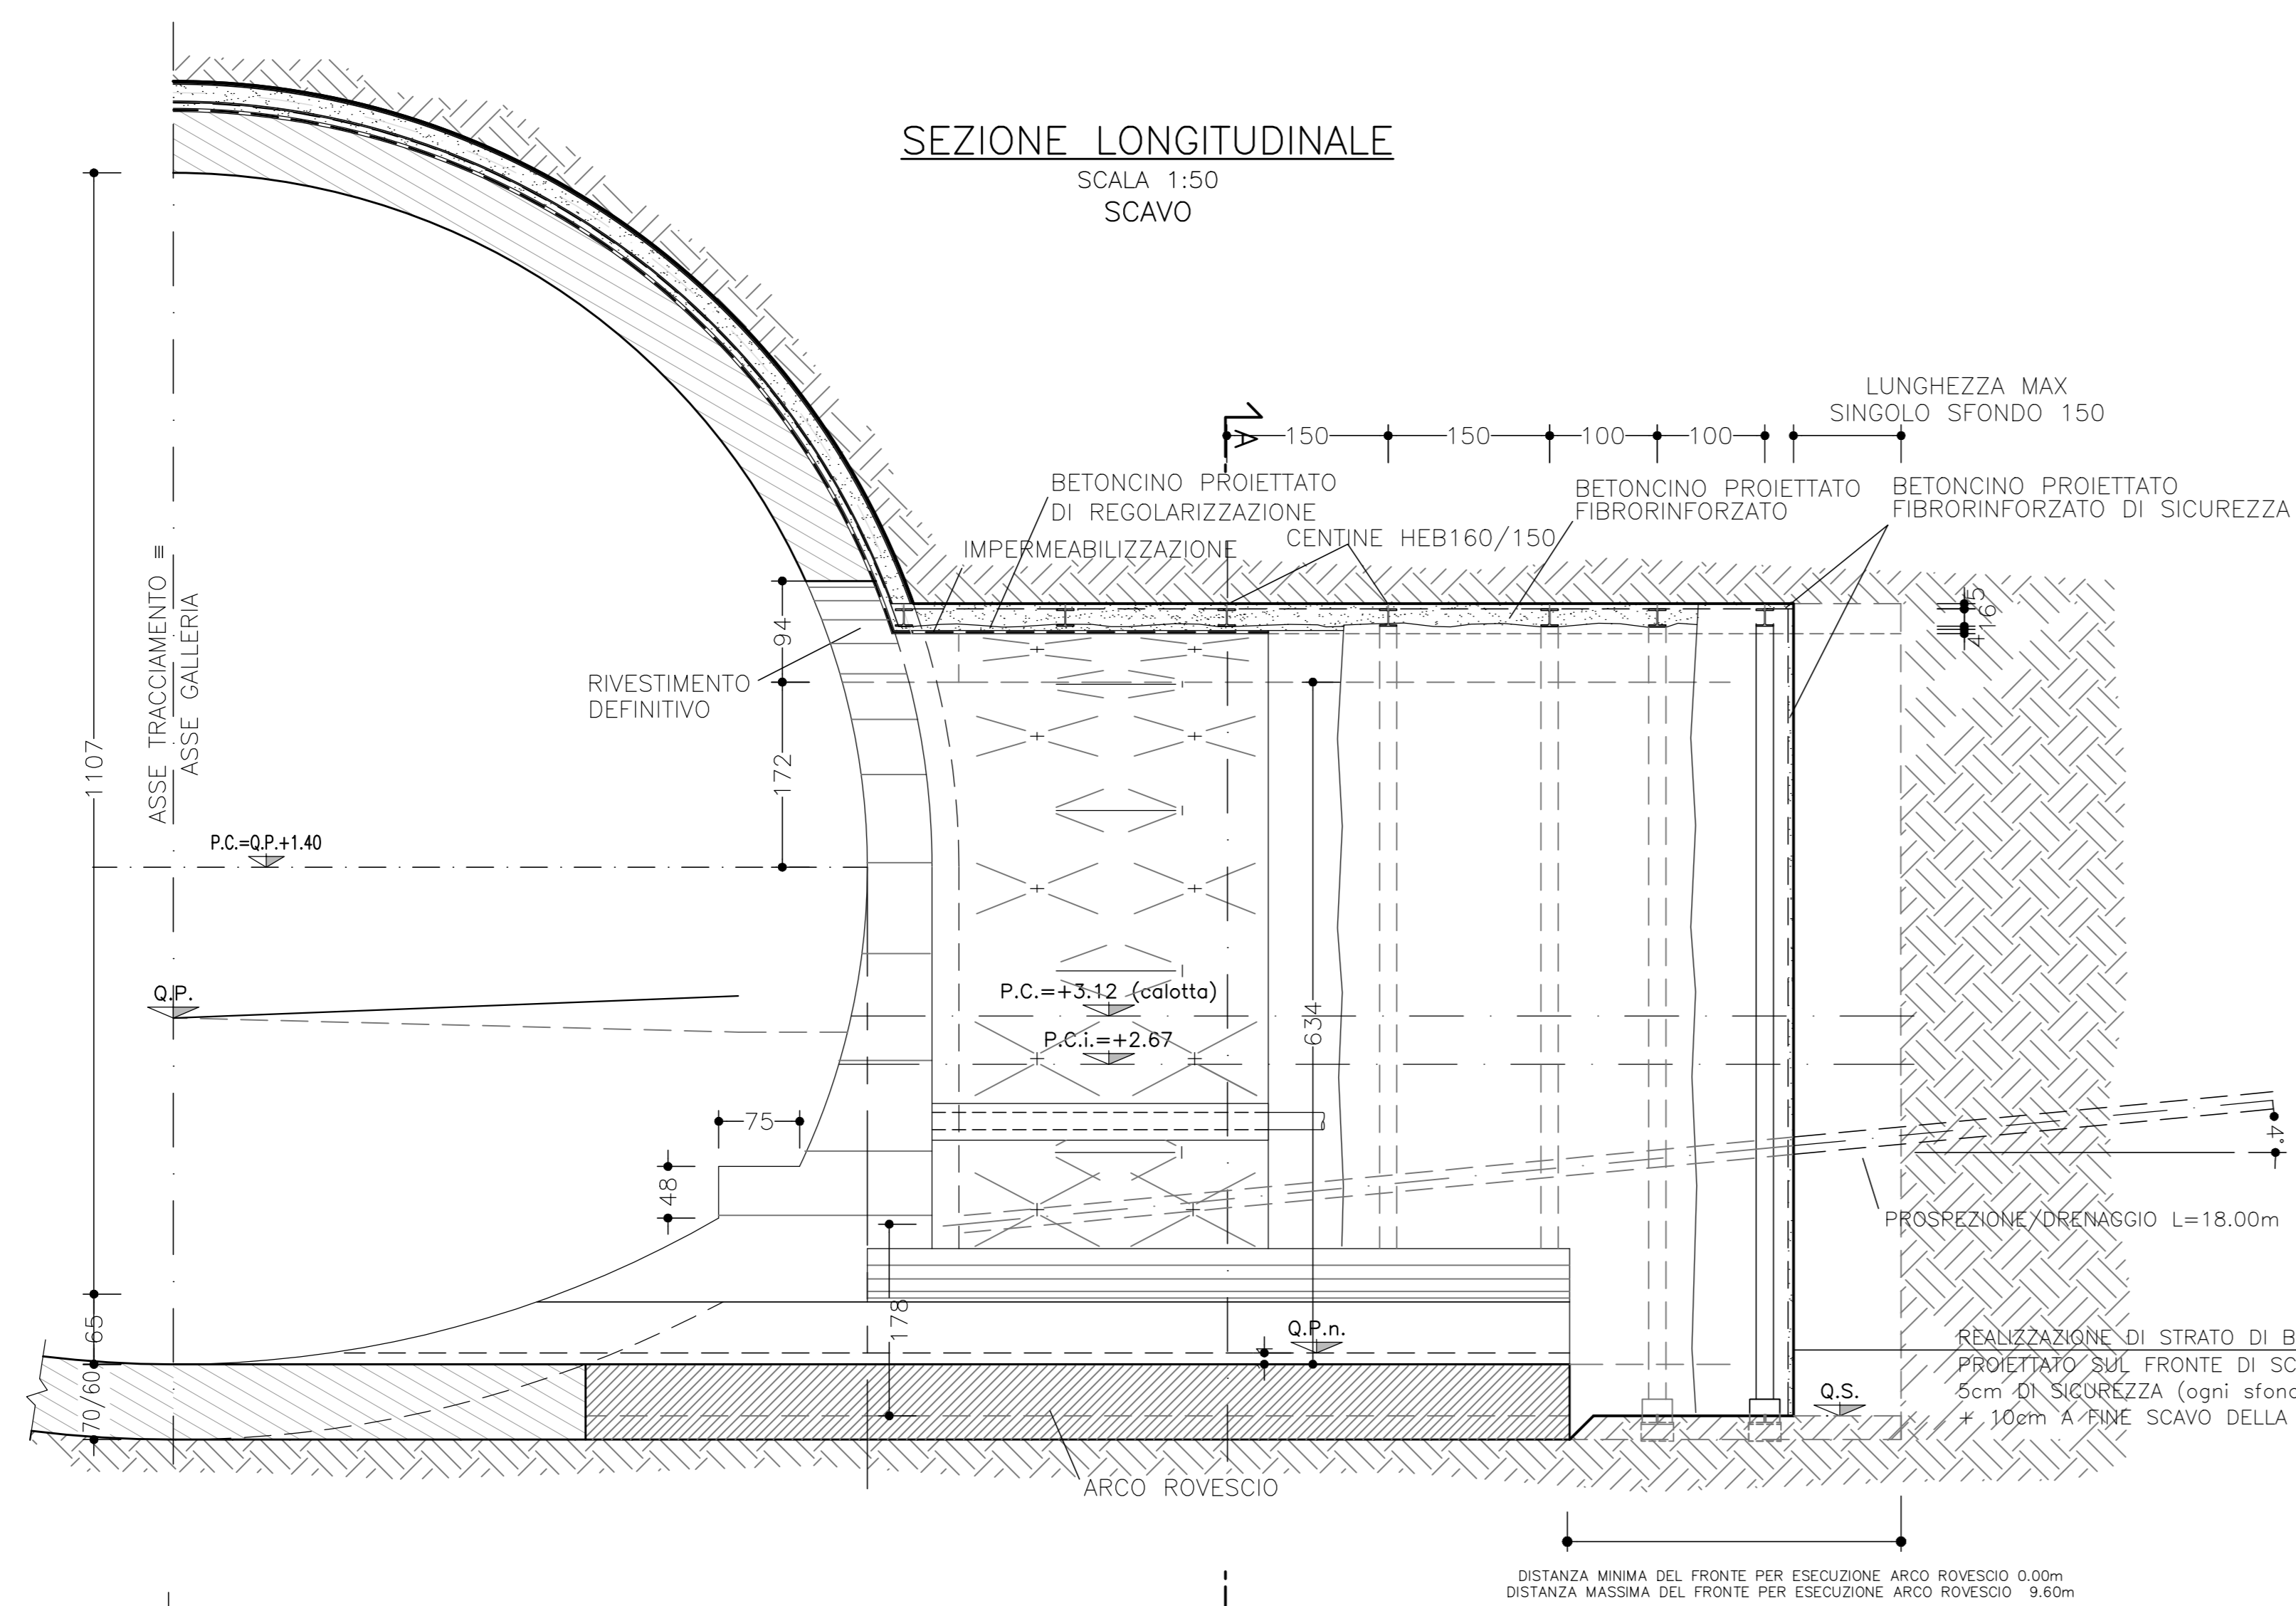 SEZIONE LONGITUDINALE
SCALA 1:50
SCAVO
LUNGHEZZA MAX
SINGOLO SFONDO 150
A
150
150
100
100
BETONCINO PROIETTATO
DI REGOLARIZZAZIONE
IMPERMEABILIZZAZIONE
CENTINE HEB160/150
BETONCINO PROIETTATO
FIBRORINFORZATO
BETONCINO PROIETTATO
FIBRORINFORZATO DI SICUREZZA
4165
ASSE TRACCIAMENTO ≡
ASSE GALLERIA
1107
94
172
RIVESTIMENTO
DEFINITIVO
P.C.=Q.P.+1.40
Q.P.
P.C.=+3.12 (calotta)
P.C.i.=+2.67
634
75
48
178
4°
PROSPEZIONE/DRENAGGIO L=18.00m
65
70/60
Q.P.n.
Q.S.
REALIZZAZIONE DI STRATO DI B
PROIETTATO SUL FRONTE DI SC
5cm DI SICUREZZA (ogni sfond
+ 10cm A FINE SCAVO DELLA
ARCO ROVESCIO
DISTANZA MINIMA DEL FRONTE PER ESECUZIONE ARCO ROVESCIO 0.00m
DISTANZA MASSIMA DEL FRONTE PER ESECUZIONE ARCO ROVESCIO 9.60m